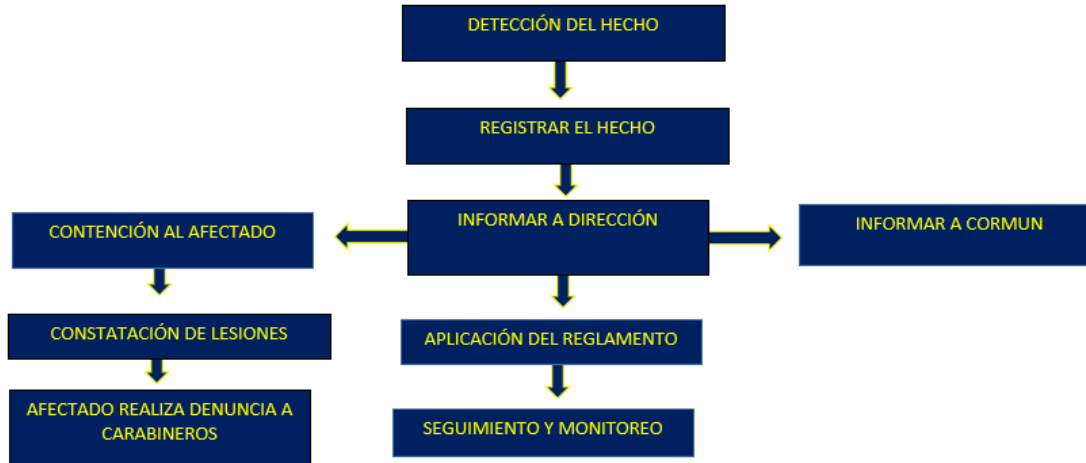 DETECCIÓN DEL HECHO
REGISTRAR EL HECHO
INFORMAR A DIRECCIÓN
CONTENCIÓN AL AFECTADO
INFORMAR A CORMUN
CONSTATACIÓN DE LESIONES
APLICACIÓN DEL REGLAMENTO
AFECTADO REALIZA DENUNCIA A
CARABINEROS
SEGUIMIENTO Y MONITOREO